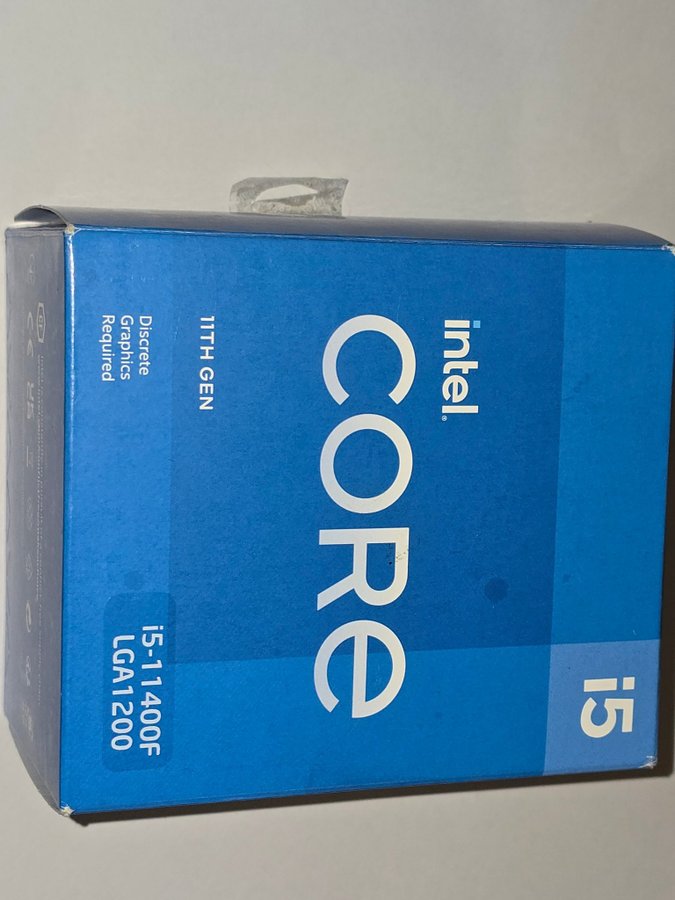 i5
intel®
CORe
11TH GEN
Discrete
Graphics
Required
i5-11400F
LGA1200